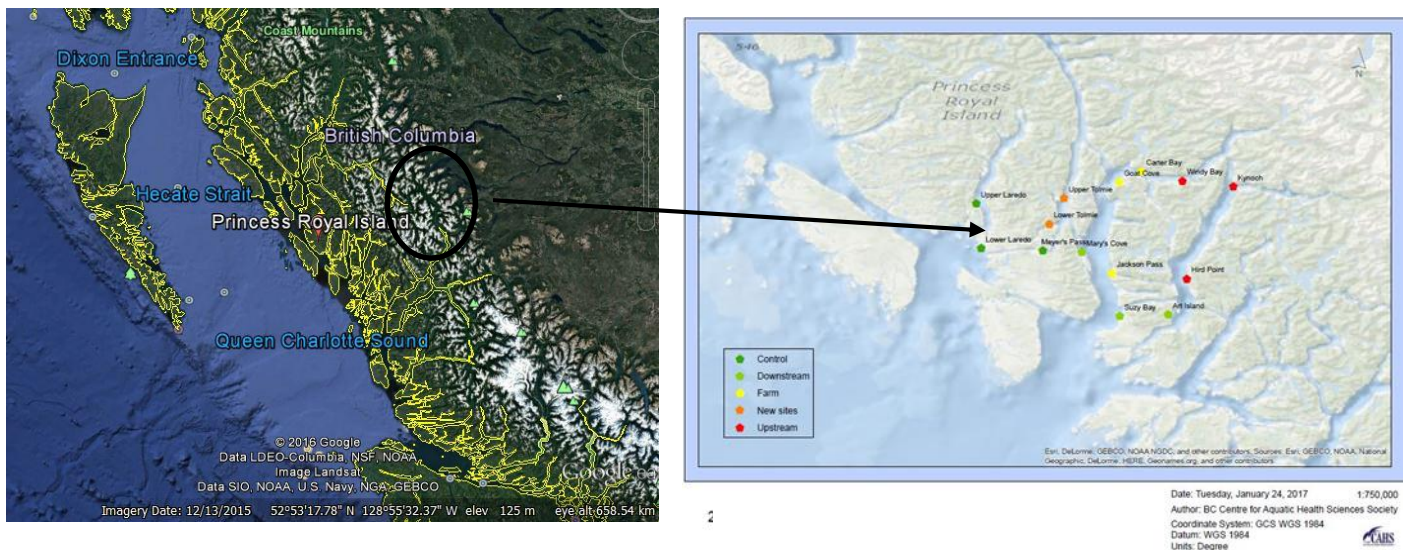 Coast Mountains
Dixon Entrance
British Columbia
Hecate Strait
Princess Royal Island
Queen Charlotte Sound
© 2016 Google
Data LDEO-Columbia, NSF, NOAA
Image Landsat
Data SIO, NOAA, U.S. Navy, NGA, GEBCO
Google
Imagery Date: 12/13/2015 52°53'17.78" N 128°55'32.37" W elev 125 m eye alt 658.54 km
Princess
Royal
Island
N
Carter Bay
Goat Cove
Windy Bay
Kynoch
Upper Laredo
Upper Tolmie
Lower Tolmie
Lower Laredo
Meyer's Pass
Mary's Cove
Jackson Pass
Hird Point
Suzy Bay
Art Island
Control
Downstream
Farm
New sites
Upstream
Esri, DeLorme, GEBCO, NOAA NGDC, and other contributors, Sources: Esri, GEBCO, NOAA, National
Geographic, DeLorme, HERE, Geonames.org, and other contributors
2
Date: Tuesday, January 24, 2017 1:750,000
Author: BC Centre for Aquatic Health Sciences Society
Coordinate System: GCS WGS 1984
Datum: WGS 1984
Units: Degree
CAHS